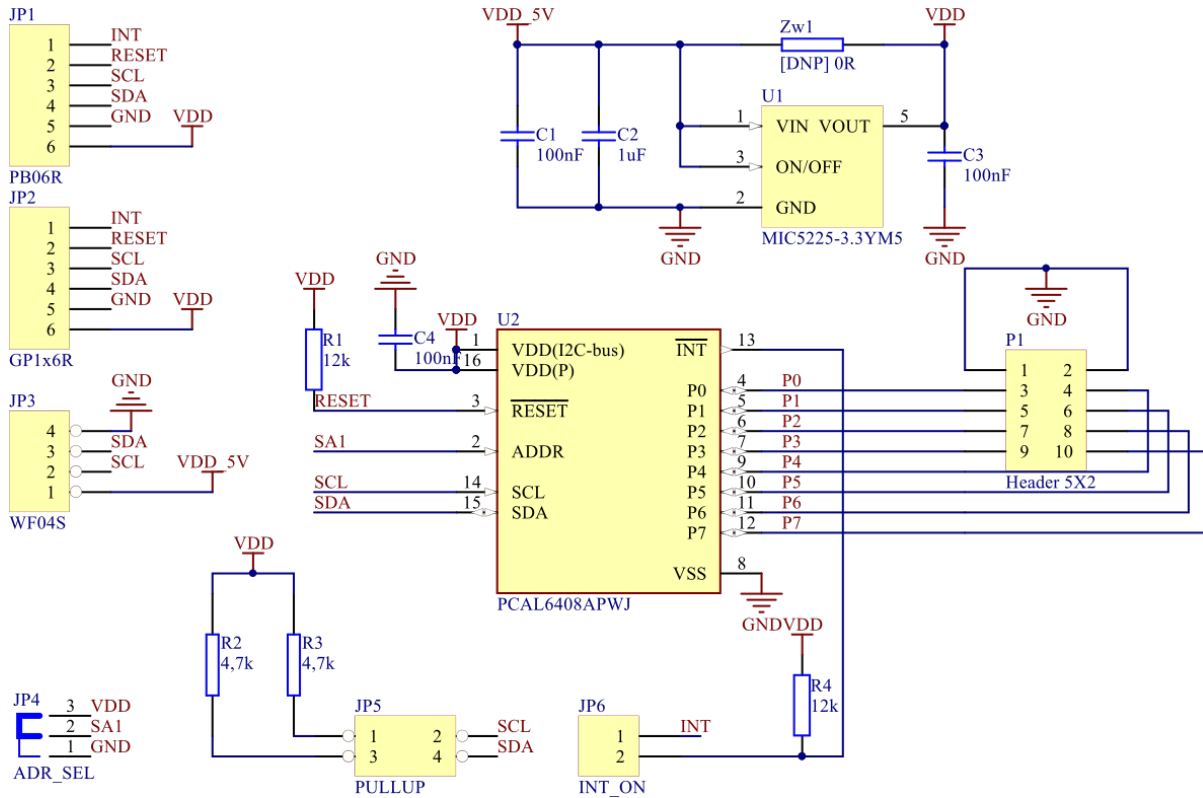 JP1
1 INT
2 RESET
3 SCL
4 SDA
5 GND
6 VDD
PB06R
JP2
1 INT
2 RESET
3 SCL
4 SDA
5 GND
6 VDD
GP1x6R
JP3
GND
4
3 SDA
2 SCL
1 VDD_5V
WF04S
VDD_5V
Zw1
[DNP] 0R
VDD
C1
100nF
C2
1uF
U1
1 VIN VOUT 5
3 ON/OFF
2 GND
MIC5225-3.3YM5
C3
100nF
GND
GND
VDD
R1
12k
GND
C4
100nF
VDD
U2
1 VDD(I2C-bus) INT 13
16 VDD(P)
P0 4 P0
RESET 3 RESET P1 5 P1
P2 6 P2
SA1 2 ADDR P3 7 P3
P4 9 P4
SCL 14 SCL P5 10 P5
SDA 15 SDA P6 11 P6
P7 12 P7
VSS 8
PCAL6408APWJ
GND
GND
P1
1 2
3 4
5 6
7 8
9 10
Header 5X2
VDD
R2
4,7k
R3
4,7k
JP4
3 VDD
2 SA1
1 GND
ADR_SEL
JP5
1 2 SCL
3 4 SDA
PULLUP
JP6
1 INT
2
INT_ON
VDD
R4
12k